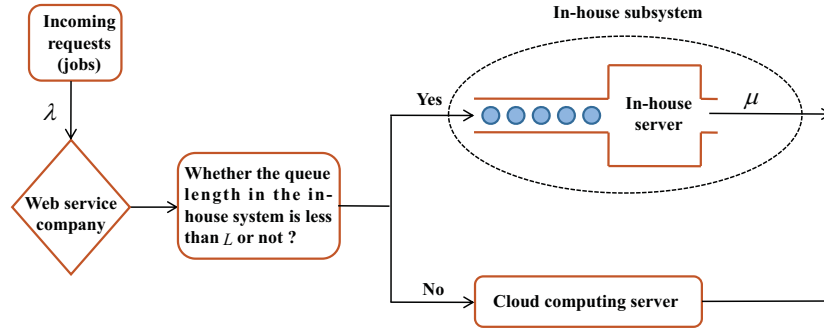 Incoming
requests
(jobs)
λ
Web service
company
Whether the queue
length in the in-
house system is less
than L or not ?
Yes
No
In-house subsystem
In-house
server
μ
Cloud computing server